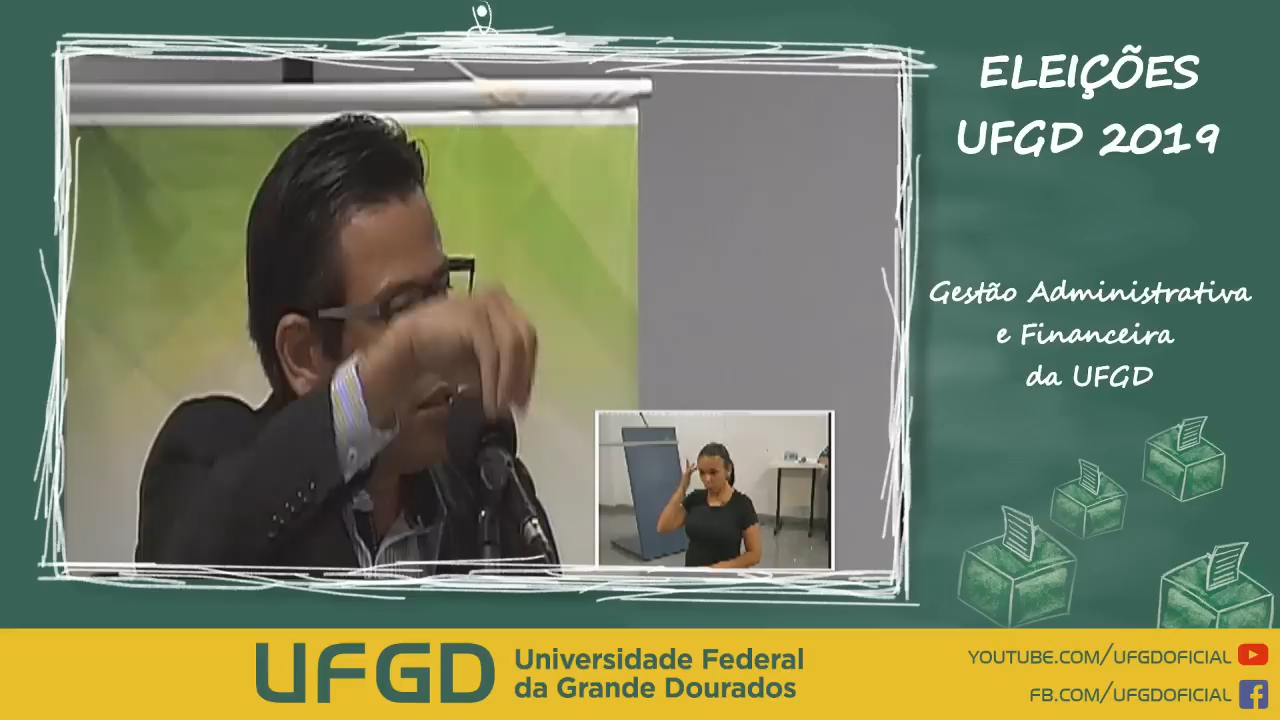 ELEIÇÕES
UFGD 2019
Gestão Administrativa
e Financeira
da UFGD
UFGD
Universidade Federal
da Grande Dourados
YOUTUBE.COM/UFGDOFICIAL
FB.COM/UFGDOFICIAL